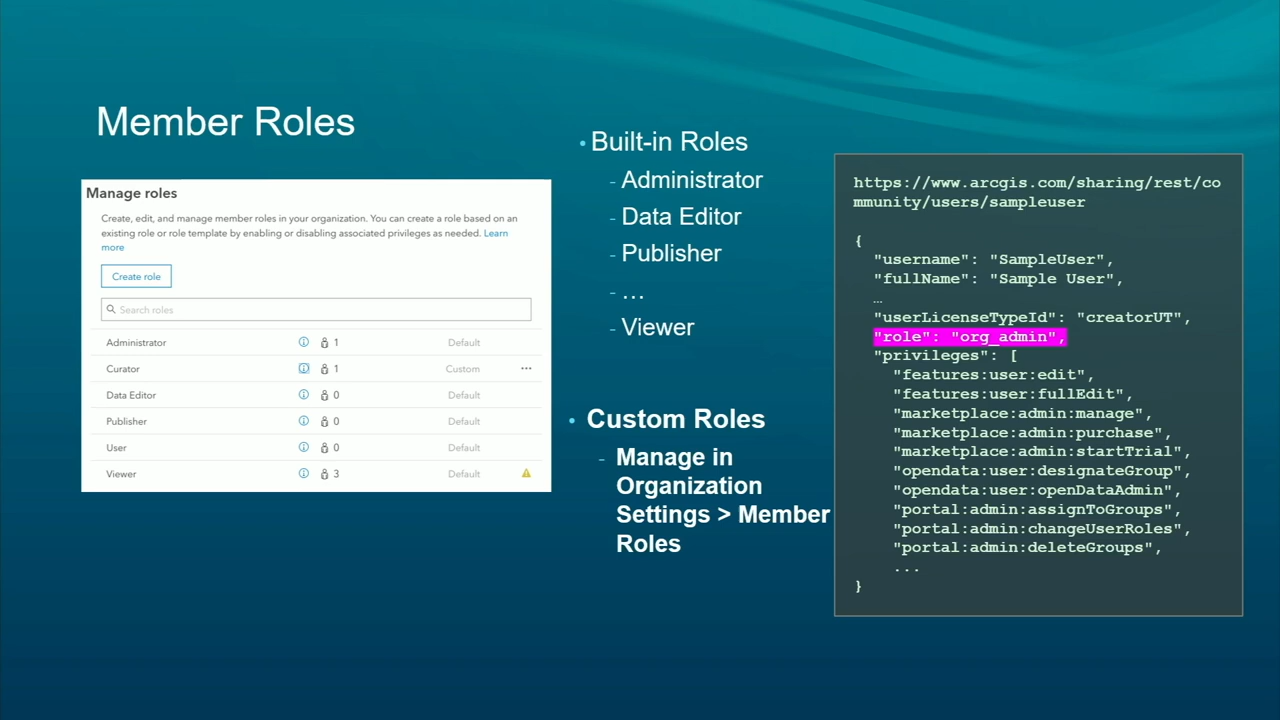 Member Roles
Manage roles
Create, edit, and manage member roles in your organization. You can create a role based on an
existing role or role template by enabling or disabling associated privileges as needed. Learn
more
Create role
Search roles
Administrator 1 Default
Curator 1 Custom ···
Data Editor 0 Default
Publisher 0 Default
User 0 Default
Viewer 3 Default
• Built-in Roles
- Administrator
- Data Editor
- Publisher
- …
- Viewer
• Custom Roles
- Manage in
Organization
Settings > Member
Roles
https://www.arcgis.com/sharing/rest/co
mmunity/users/sampleuser
{
"username": "SampleUser",
"fullName": "Sample User",
…
"userLicenseTypeId": "creatorUT",
"role": "org_admin",
"privileges": [
"features:user:edit",
"features:user:fullEdit",
"marketplace:admin:manage",
"marketplace:admin:purchase",
"marketplace:admin:startTrial",
"opendata:user:designateGroup",
"opendata:user:openDataAdmin",
"portal:admin:assignToGroups",
"portal:admin:changeUserRoles",
"portal:admin:deleteGroups",
...
}